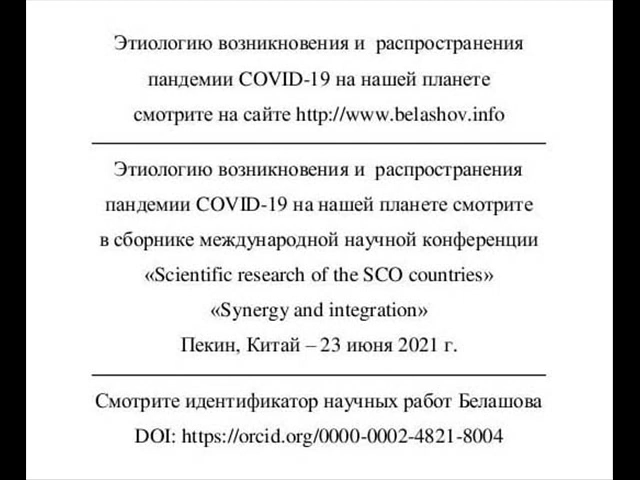 Этиологию возникновения и распространения
пандемии COVID-19 на нашей планете
смотрите на сайте http://www.belashov.info
Этиологию возникновения и распространения
пандемии COVID-19 на нашей планете смотрите
в сборнике международной научной конференции
«Scientific research of the SCO countries»
«Synergy and integration»
Пекин, Китай – 23 июня 2021 г.
Смотрите идентификатор научных работ Белашова
DOI: https://orcid.org/0000-0002-4821-8004